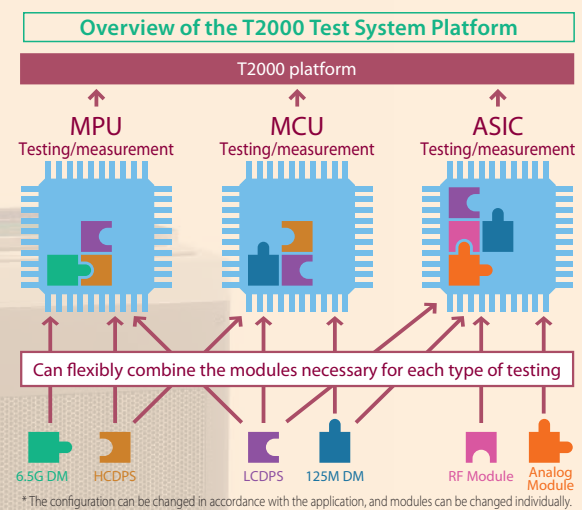 Overview of the T2000 Test System Platform
T2000 platform
MPU
Testing/measurement
MCU
Testing/measurement
ASIC
Testing/measurement
Can flexibly combine the modules necessary for each type of testing
6.5G DM
HCDPS
LCDPS
125M DM
RF Module
Analog
Module
* The configuration can be changed in accordance with the application, and modules can be changed individually.